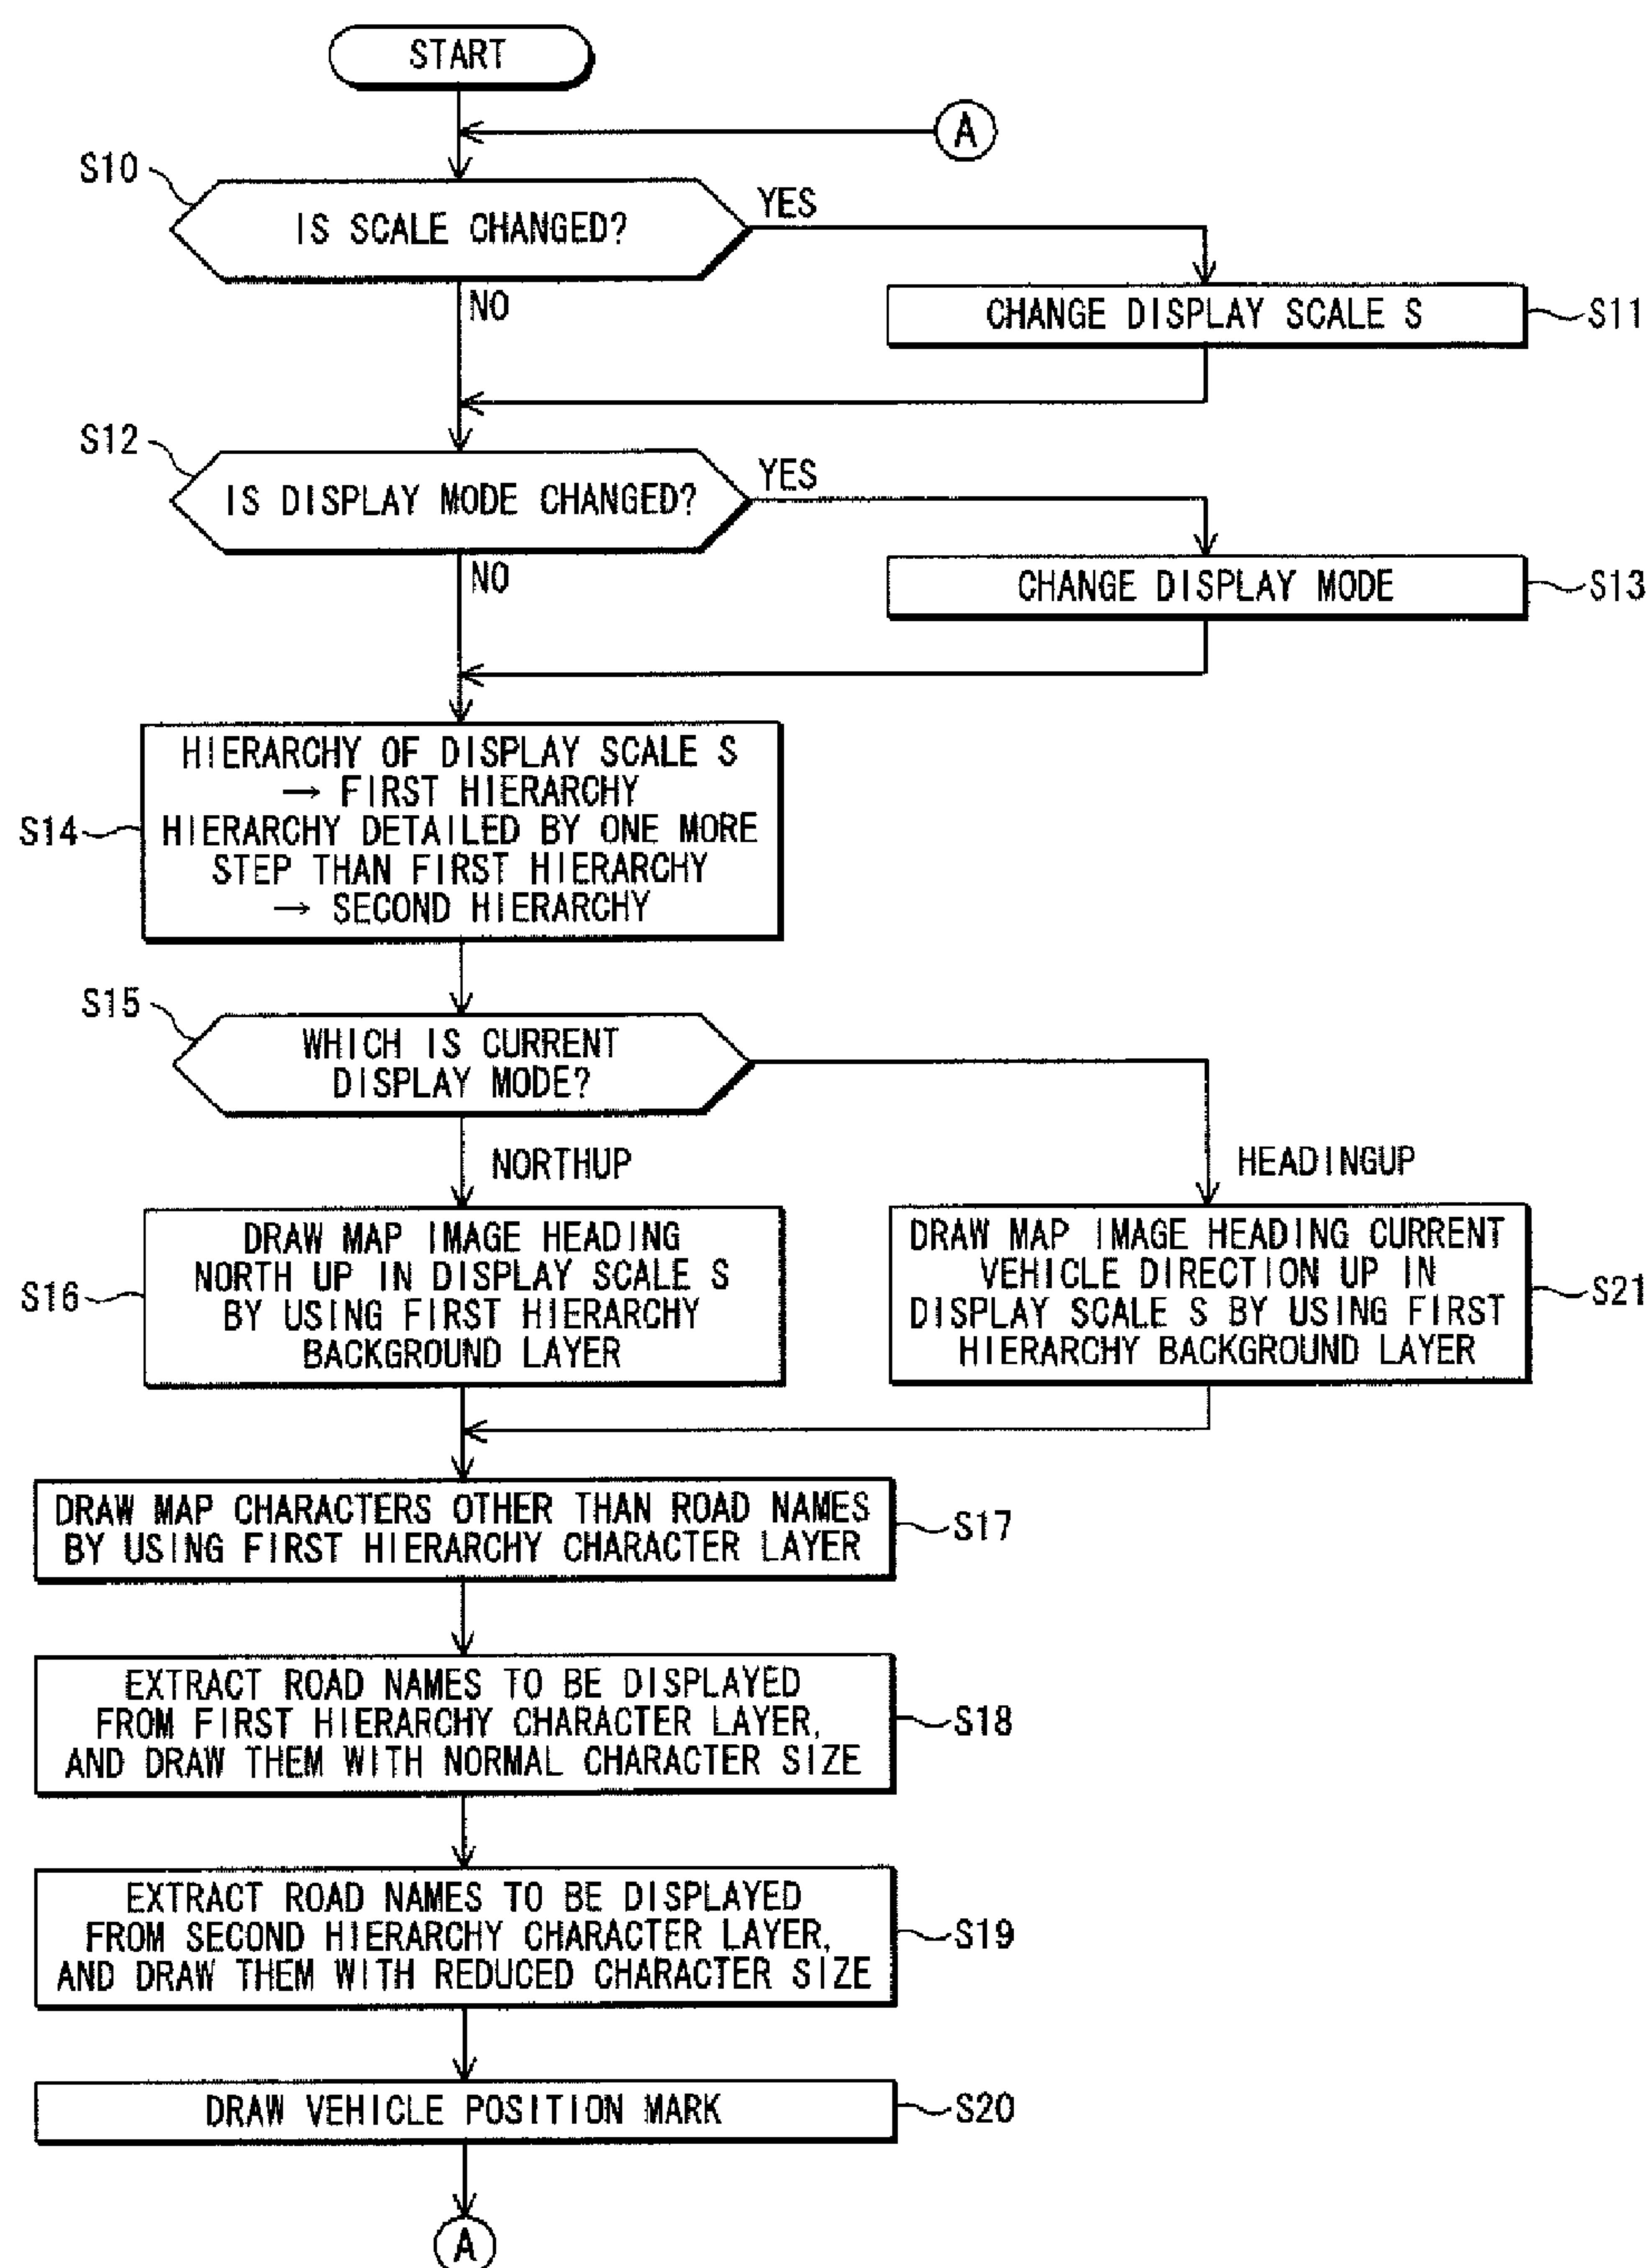 START
A
S10
IS SCALE CHANGED?
YES
NO
CHANGE DISPLAY SCALE S
S11
S12
IS DISPLAY MODE CHANGED?
YES
NO
CHANGE DISPLAY MODE
S13
S14
HIERARCHY OF DISPLAY SCALE S
→ FIRST HIERARCHY
HIERARCHY DETAILED BY ONE MORE
STEP THAN FIRST HIERARCHY
→ SECOND HIERARCHY
S15
WHICH IS CURRENT
DISPLAY MODE?
NORTHUP
HEADINGUP
S16
DRAW MAP IMAGE HEADING
NORTH UP IN DISPLAY SCALE S
BY USING FIRST HIERARCHY
BACKGROUND LAYER
DRAW MAP IMAGE HEADING CURRENT
VEHICLE DIRECTION UP IN
DISPLAY SCALE S BY USING FIRST
HIERARCHY BACKGROUND LAYER
S21
DRAW MAP CHARACTERS OTHER THAN ROAD NAMES
BY USING FIRST HIERARCHY CHARACTER LAYER
S17
EXTRACT ROAD NAMES TO BE DISPLAYED
FROM FIRST HIERARCHY CHARACTER LAYER,
AND DRAW THEM WITH NORMAL CHARACTER SIZE
S18
EXTRACT ROAD NAMES TO BE DISPLAYED
FROM SECOND HIERARCHY CHARACTER LAYER,
AND DRAW THEM WITH REDUCED CHARACTER SIZE
S19
DRAW VEHICLE POSITION MARK
S20
A